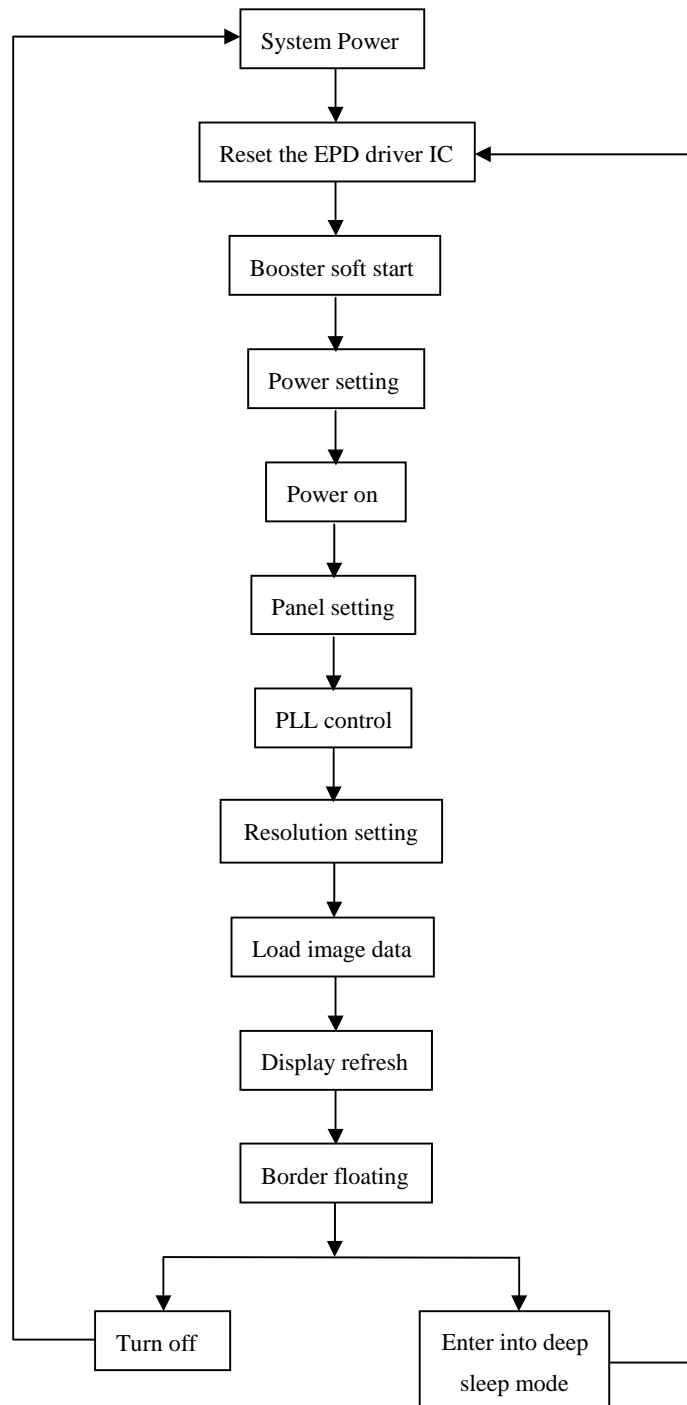 System Power
Reset the EPD driver IC
Booster soft start
Power setting
Power on
Panel setting
PLL control
Resolution setting
Load image data
Display refresh
Border floating
Turn off
Enter into deep
sleep mode